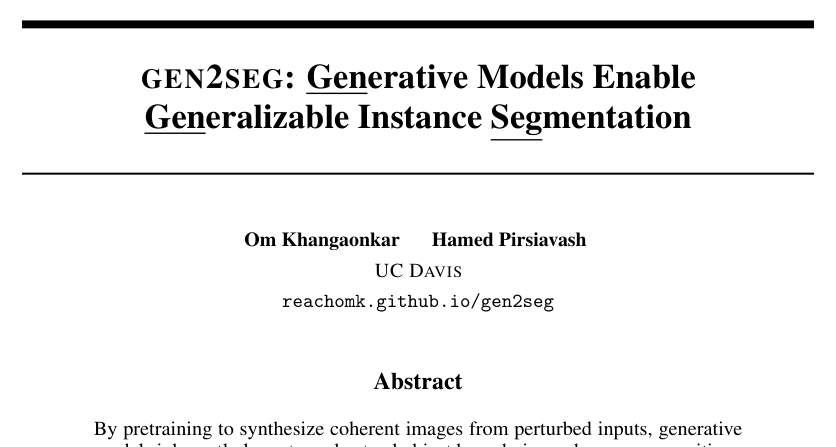 GEN2SEG: Generative Models Enable
Generalizable Instance Segmentation
Om Khangaonkar Hamed Pirsiavash
UC DAVIS
reachomk.github.io/gen2seg
Abstract
By pretraining to synthesize coherent images from perturbed inputs, generative